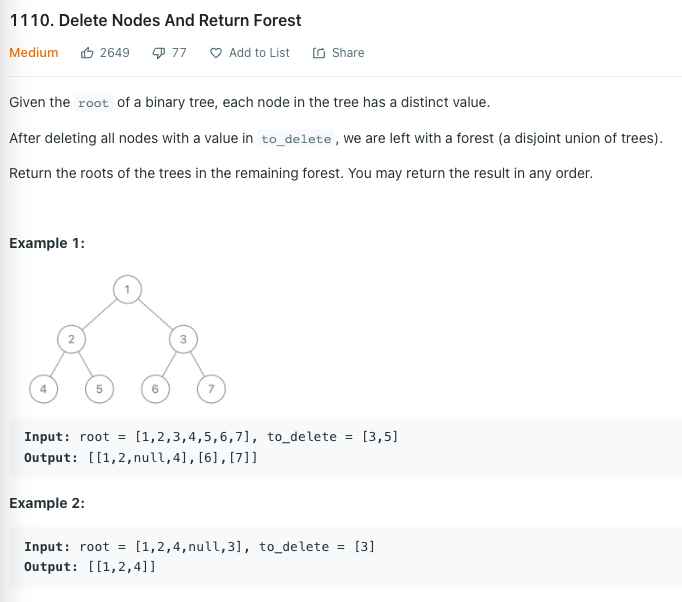 1110. Delete Nodes And Return Forest
Medium 2649 77 Add to List Share
Given the root of a binary tree, each node in the tree has a distinct value.
After deleting all nodes with a value in to_delete, we are left with a forest (a disjoint union of trees).
Return the roots of the trees in the remaining forest. You may return the result in any order.
Example 1:
1
2 3
4 5 6 7
Input: root = [1,2,3,4,5,6,7], to_delete = [3,5]
Output: [[1,2,null,4],[6],[7]]
Example 2:
Input: root = [1,2,4,null,3], to_delete = [3]
Output: [[1,2,4]]